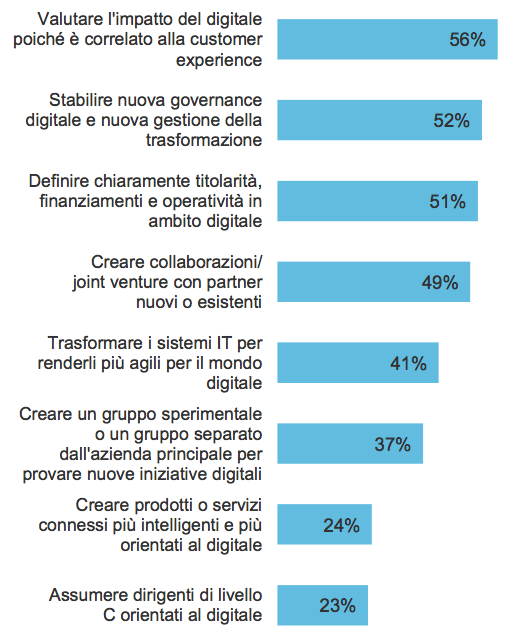 Valutare l'impatto del digitale
poiché è correlato alla customer
experience
56%
Stabilire nuova governance
digitale e nuova gestione della
trasformazione
52%
Definire chiaramente titolarità,
finanziamenti e operatività in
ambito digitale
51%
Creare collaborazioni/
joint venture con partner
nuovi o esistenti
49%
Trasformare i sistemi IT per
renderli più agili per il mondo
digitale
41%
Creare un gruppo sperimentale
o un gruppo separato
dall'azienda principale per
provare nuove iniziative digitali
37%
Creare prodotti o servizi
connessi più intelligenti e più
orientati al digitale
24%
Assumere dirigenti di livello
C orientati al digitale
23%